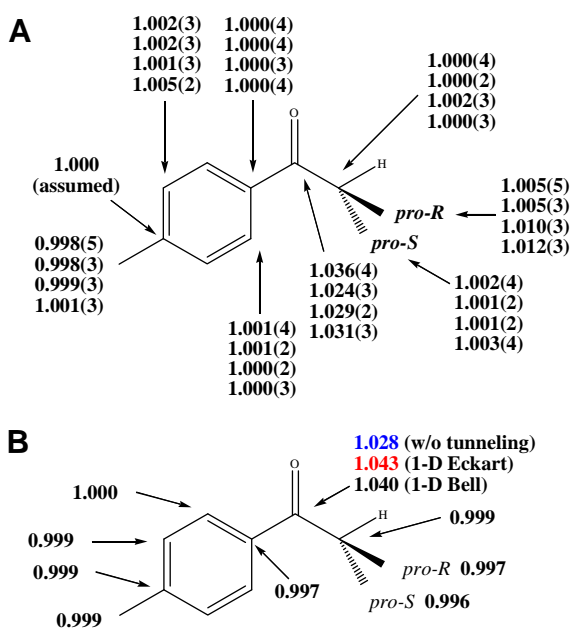 A
1.002(3)
1.002(3)
1.001(3)
1.005(2)
1.000(4)
1.000(4)
1.000(3)
1.000(4)
1.000(4)
1.000(2)
1.002(3)
1.000(3)
O
H
1.000
(assumed)
pro-R
pro-S
1.005(5)
1.005(3)
1.010(3)
1.012(3)
0.998(5)
0.998(3)
0.999(3)
1.001(3)
1.036(4)
1.024(3)
1.029(2)
1.031(3)
1.002(4)
1.001(2)
1.001(2)
1.003(4)
1.001(4)
1.001(2)
1.000(2)
1.000(3)
B
1.028 (w/o tunneling)
1.043 (1-D Eckart)
1.040 (1-D Bell)
O
1.000
H
0.999
0.999
0.999
0.997
pro-R 0.997
pro-S 0.996
0.999